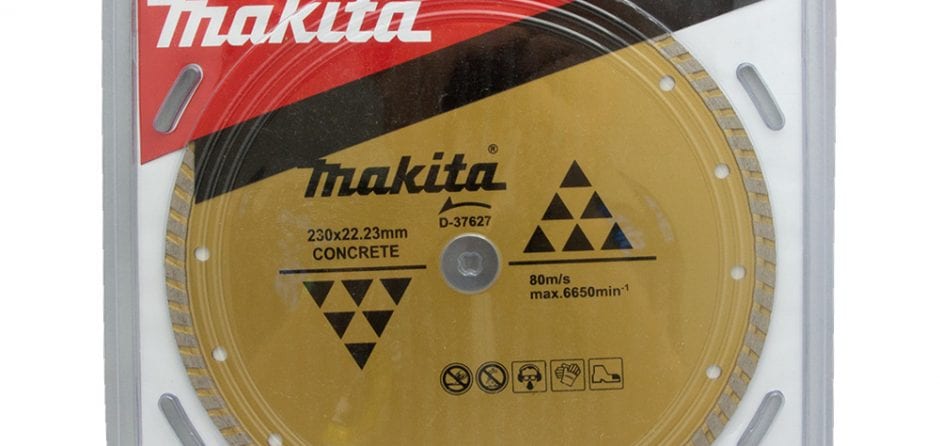 makita
makita®
D-37627
230x22.23mm
CONCRETE
80m/s
max.6650min⁻¹